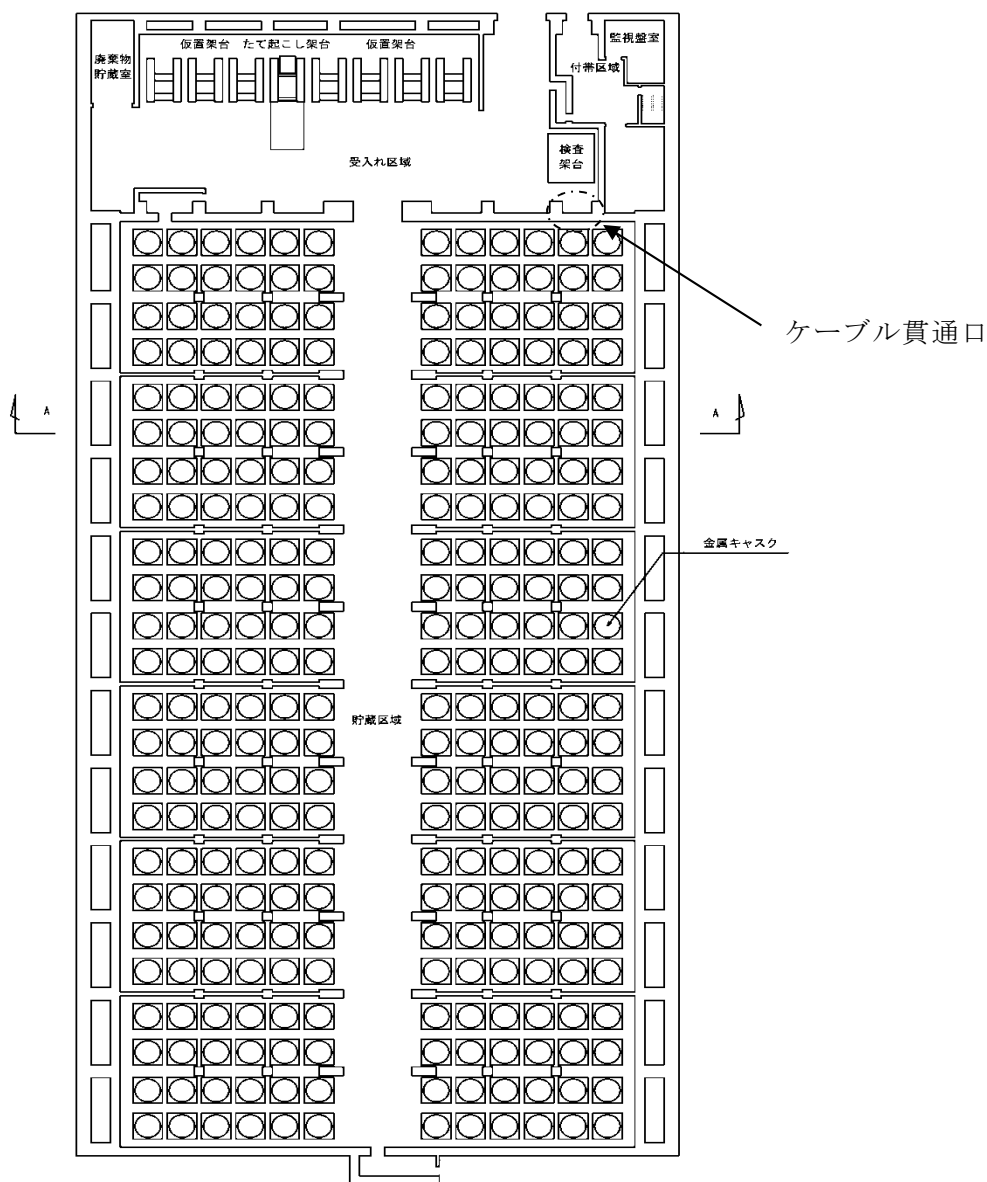 廃棄物
貯蔵室
仮置架台 たて起こし架台 仮置架台
監視盤室
付帯区域
検査
架台
受入れ区域
ケーブル貫通口
A
A
金属キャスク
貯蔵区域